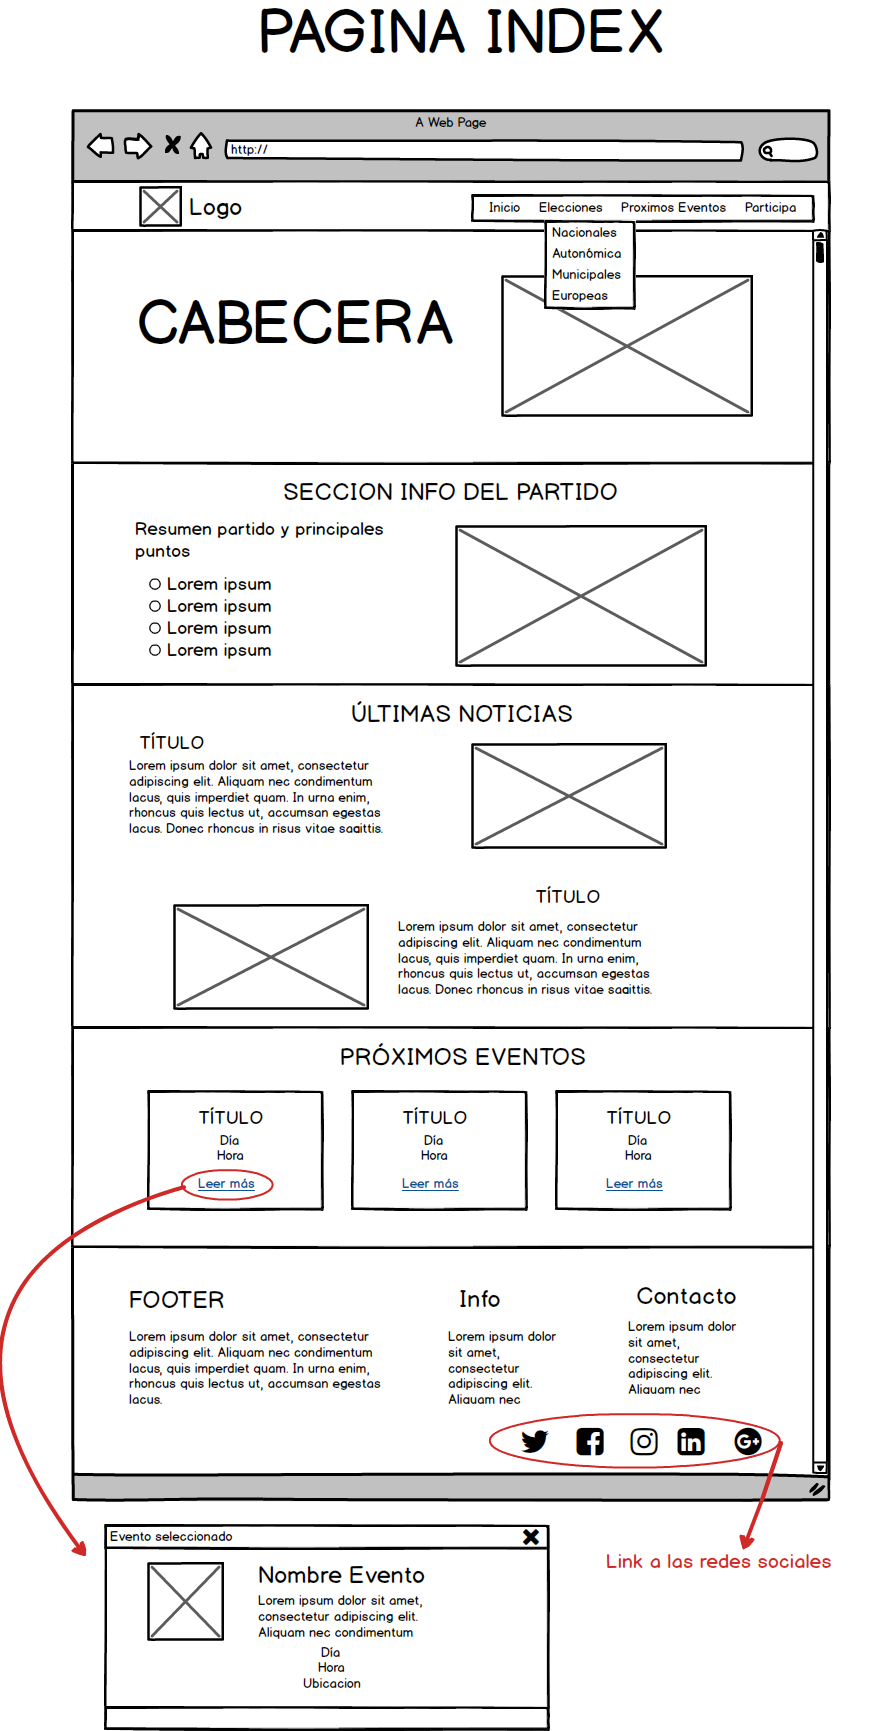 PAGINA INDEX
A Web Page
http://
Logo
Inicio Elecciones Proximos Eventos Participa
Nacionales
Autonómica
Municipales
Europeas
CABECERA
SECCION INFO DEL PARTIDO
Resumen partido y principales
puntos
Lorem ipsum
Lorem ipsum
Lorem ipsum
Lorem ipsum
ÚLTIMAS NOTICIAS
TÍTULO
Lorem ipsum dolor sit amet, consectetur
adipiscing elit. Aliquam nec condimentum
lacus, quis imperdiet quam. In urna enim,
rhoncus quis lectus ut, accumsan egestas
lacus. Donec rhoncus in risus vitae sagittis.
TÍTULO
Lorem ipsum dolor sit amet, consectetur
adipiscing elit. Aliquam nec condimentum
lacus, quis imperdiet quam. In urna enim,
rhoncus quis lectus ut, accumsan egestas
lacus. Donec rhoncus in risus vitae sagittis.
PRÓXIMOS EVENTOS
TÍTULO
Día
Hora
Leer más
TÍTULO
Día
Hora
Leer más
TÍTULO
Día
Hora
Leer más
FOOTER
Lorem ipsum dolor sit amet, consectetur
adipiscing elit. Aliquam nec condimentum
lacus, quis imperdiet quam. In urna enim,
rhoncus quis lectus ut, accumsan egestas
lacus.
Info
Lorem ipsum dolor
sit amet,
consectetur
adipiscing elit.
Aliquam nec
Contacto
Lorem ipsum dolor
sit amet,
consectetur
adipiscing elit.
Aliquam nec
Link a las redes sociales
Evento seleccionado
Nombre Evento
Lorem ipsum dolor sit amet,
consectetur adipiscing elit.
Aliquam nec condimentum
Día
Hora
Ubicacion